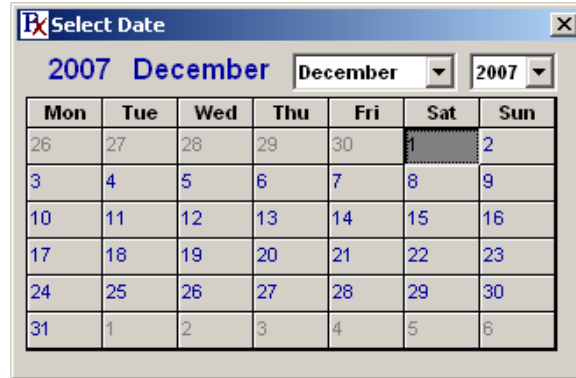 Px Select Date
2007 December December 2007
Mon Tue Wed Thu Fri Sat Sun
26 27 28 29 30 1 2
3 4 5 6 7 8 9
10 11 12 13 14 15 16
17 18 19 20 21 22 23
24 25 26 27 28 29 30
31 1 2 3 4 5 6